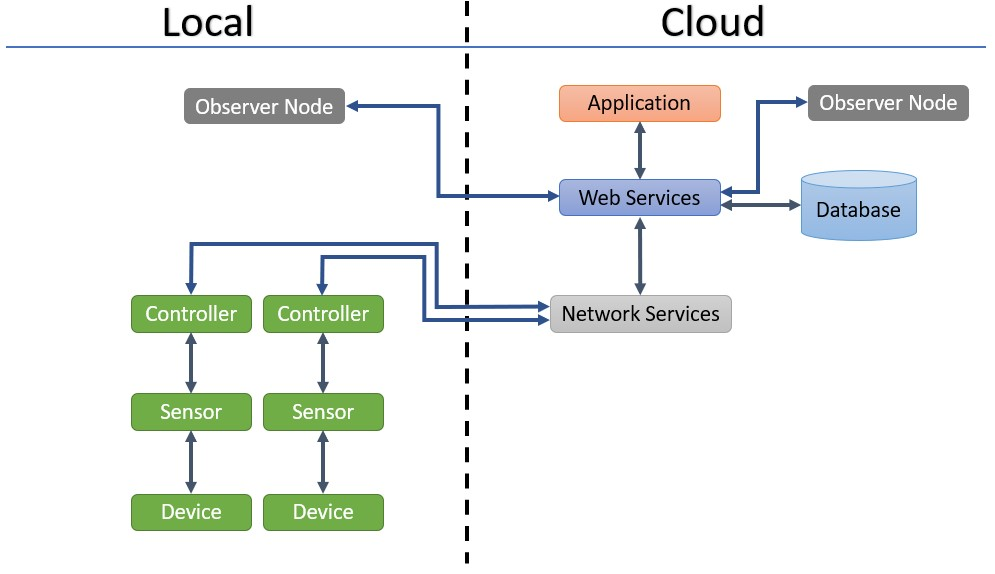 Local
Cloud
Observer Node
Application
Observer Node
Web Services
Database
Controller
Controller
Network Services
Sensor
Sensor
Device
Device